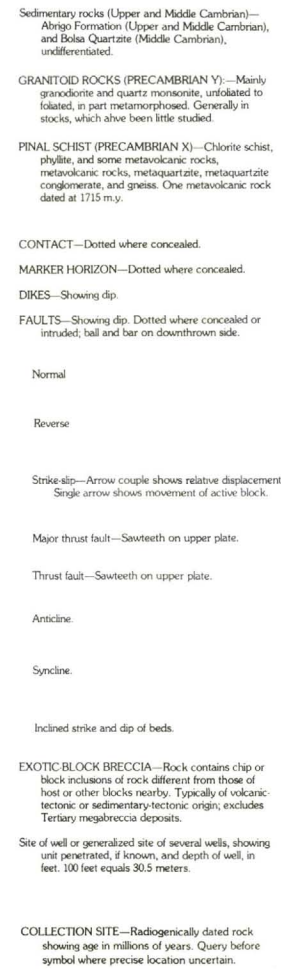 Sedimentary rocks (Upper and Middle Cambrian)—
Abrigo Formation (Upper and Middle Cambrian),
and Bolsa Quartzite (Middle Cambrian),
undifferentiated.
GRANITOID ROCKS (PRECAMBRIAN Y):—Mainly
granodiorite and quartz monsonite, unfoliated to
foliated, in part metamorphosed. Generally in
stocks, which ahve been little studied.
PINAL SCHIST (PRECAMBRIAN X)—Chlorite schist,
phyllite, and some metavolcanic rocks,
metavolcanic rocks, metaquartzite, metaquartzite
conglomerate, and gneiss. One metavolcanic rock
dated at 1715 m.y.
CONTACT—Dotted where concealed.
MARKER HORIZON—Dotted where concealed.
DIKES—Showing dip.
FAULTS—Showing dip. Dotted where concealed or
intruded; ball and bar on downthrown side.
Normal
Reverse
Strike-slip—Arrow couple shows relative displacement
Single arrow shows movement of active block.
Major thrust fault—Sawteeth on upper plate.
Thrust fault—Sawteeth on upper plate.
Anticline.
Syncline.
Inclined strike and dip of beds.
EXOTIC-BLOCK BRECCIA—Rock contains chip or
block inclusions of rock different from those of
host or other blocks nearby. Typically of volcanic-
tectonic or sedimentary-tectonic origin; excludes
Tertiary megabreccia deposits.
Site of well or generalized site of several wells, showing
unit penetrated, if known, and depth of well, in
feet. 100 feet equals 30.5 meters.
COLLECTION SITE—Radiogenically dated rock
showing age in millions of years. Query before
symbol where precise location uncertain.